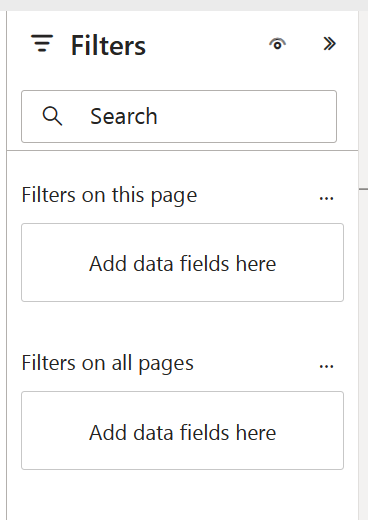 Filters
Search
Filters on this page
...
Add data fields here
Filters on all pages
...
Add data fields here